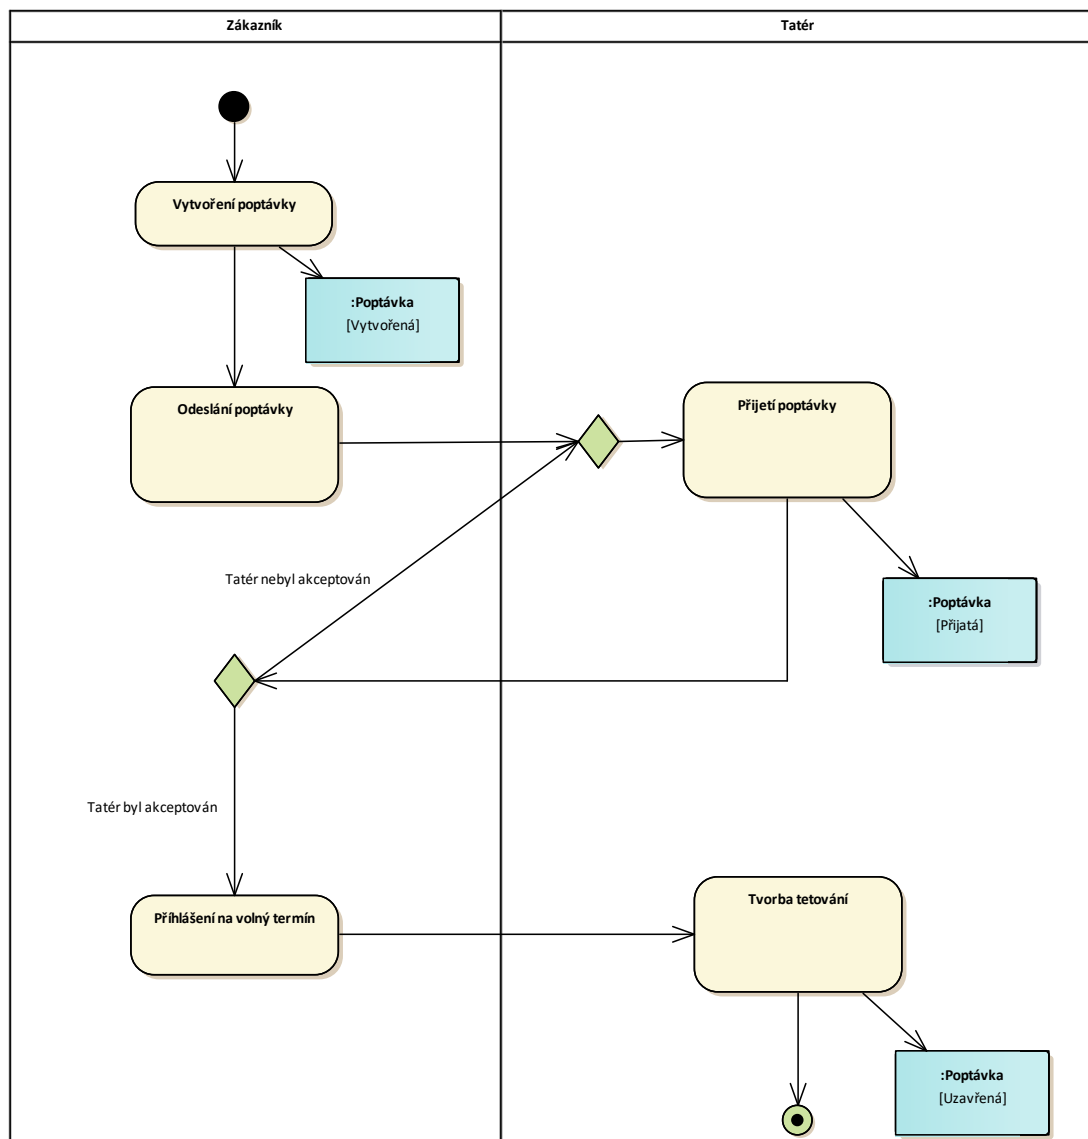 Zákazník
Tatér
Vytvoření poptávky
:Poptávka
[Vytvořená]
Odeslání poptávky
Přijetí poptávky
Tatér nebyl akceptován
:Poptávka
[Přijatá]
Tatér byl akceptován
Příhlášení na volný termín
Tvorba tetování
:Poptávka
[Uzavřená]